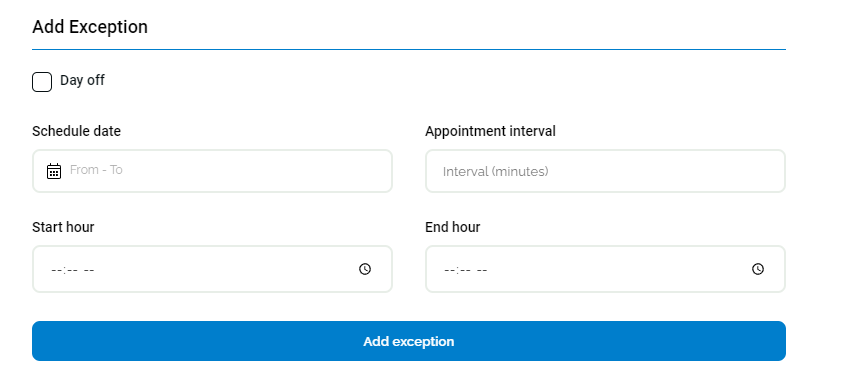 Add Exception
Day off
Schedule date
Appointment interval
From - To
Interval (minutes)
Start hour
End hour
--:-- --
--:-- --
Add exception